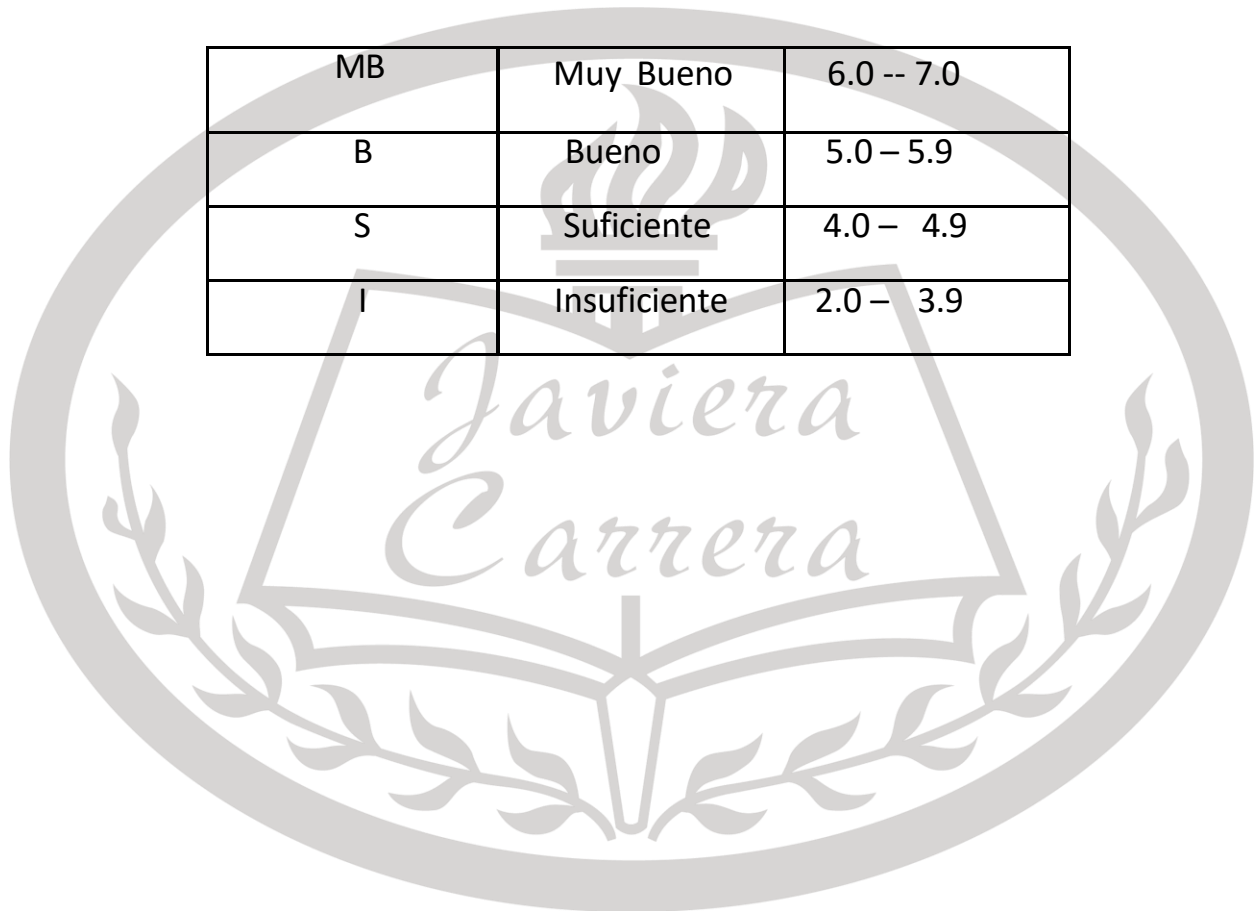 MB Muy Bueno 6.0 -- 7.0
B Bueno 5.0 – 5.9
S Suficiente 4.0 – 4.9
I Insuficiente 2.0 – 3.9
Javiera
Carrera